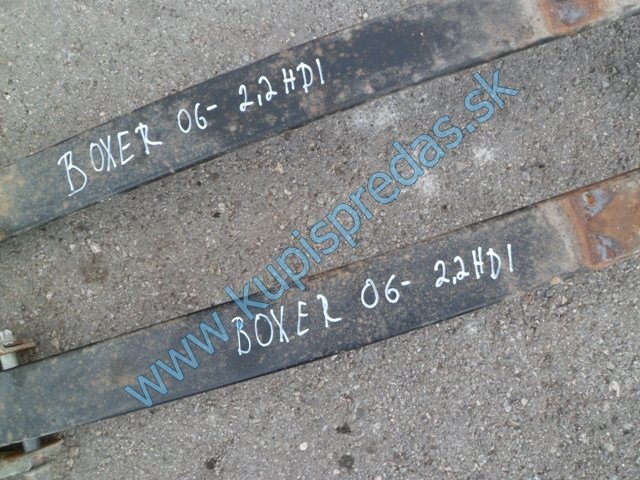 BOXER 06- 2,2HDI
www.kupispredas.sk
BOXER 06- 2,2HDI